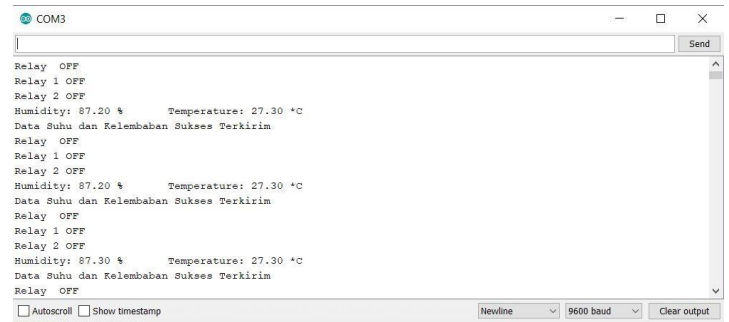 COM3
Send
Relay  OFF
Relay 1 OFF
Relay 2 OFF
Humidity: 87.20 %	Temperature: 27.30 *C
Data Suhu dan Kelembaban Sukses Terkirim
Relay  OFF
Relay 1 OFF
Relay 2 OFF
Humidity: 87.20 %	Temperature: 27.30 *C
Data Suhu dan Kelembaban Sukses Terkirim
Relay  OFF
Relay 1 OFF
Relay 2 OFF
Humidity: 87.30 %	Temperature: 27.30 *C
Data Suhu dan Kelembaban Sukses Terkirim
Relay  OFF
Autoscroll Show timestamp Newline 9600 baud Clear output